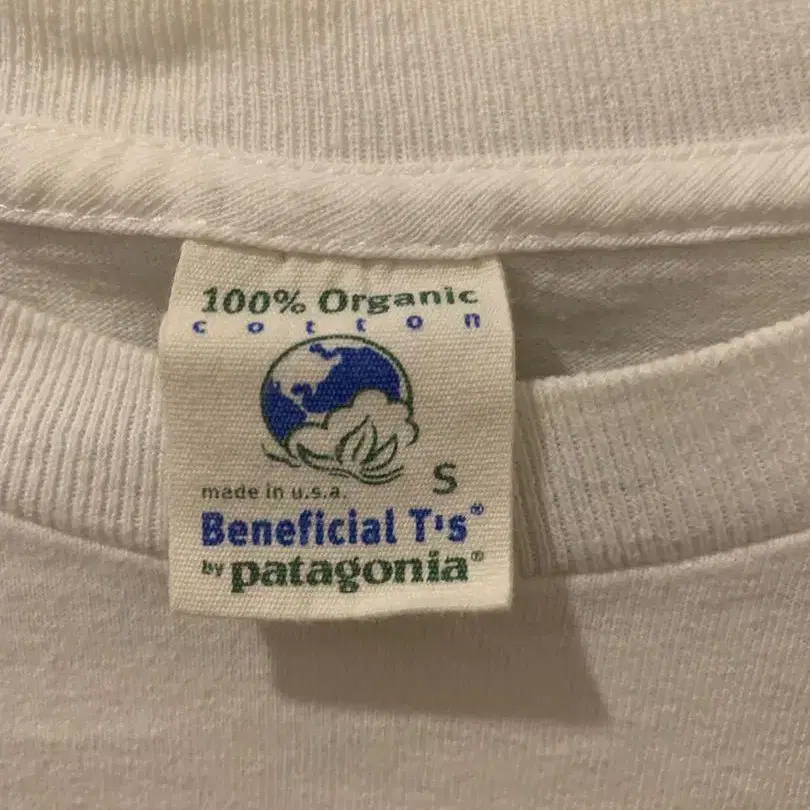 100% Organic
cotton
S
made in u.s.a.
Beneficial T's®
by patagonia®